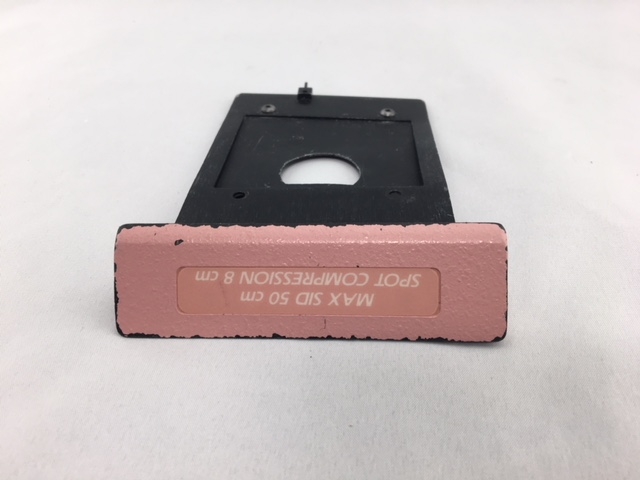 MAX SID 50 cm
SPOT COMPRESSION 8 cm